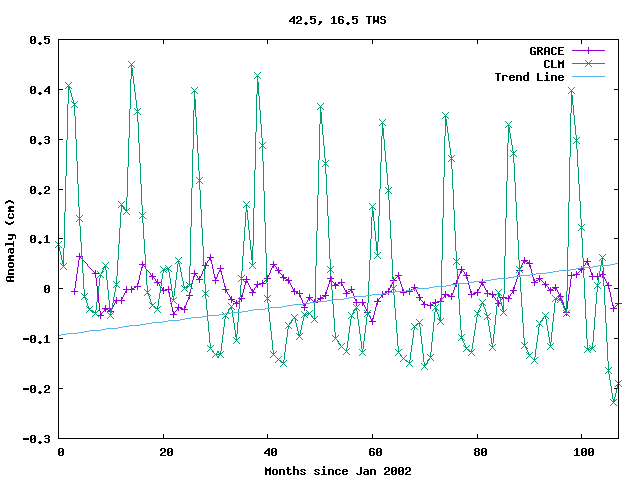 42.5, 16.5 TWS
GRACE
CLM
Trend Line
0.5
0.4
0.3
0.2
0.1
0
-0.1
-0.2
-0.3
Anomaly (cm)
0 20 40 60 80 100
Months since Jan 2002